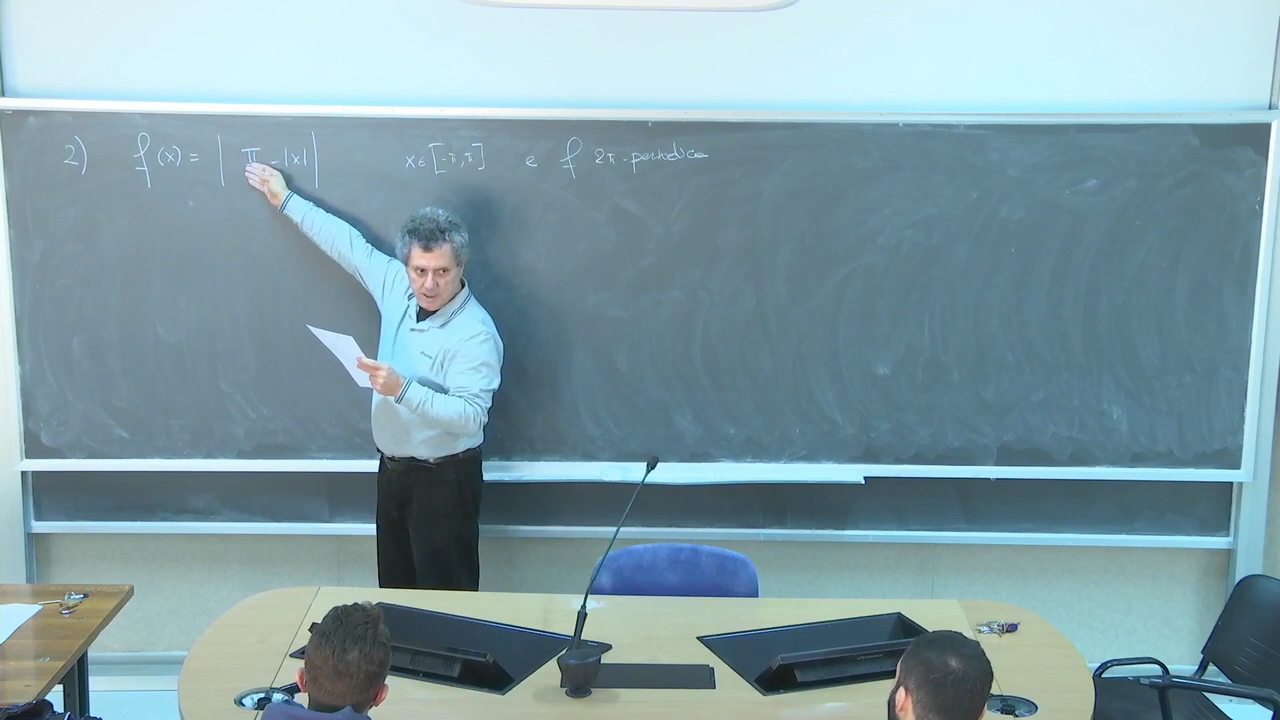 2) f(x) = | π - |x| | x ∈ [-π, π] e f 2π-periodica